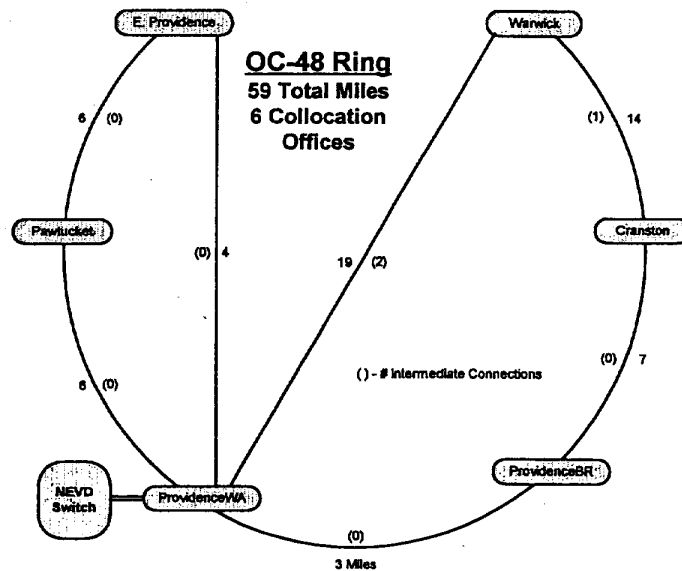 E. Providence
Warwick
OC-48 Ring
59 Total Miles
6 Collocation
Offices
6 (0)
(1) 14
Pawtucket
Cranston
(0) 4
19 (2)
6 (0)
(0) 7
( ) - # Intermediate Connections
NEVD
Switch
ProvidenceWA
ProvidenceBR
(0)
3 Miles